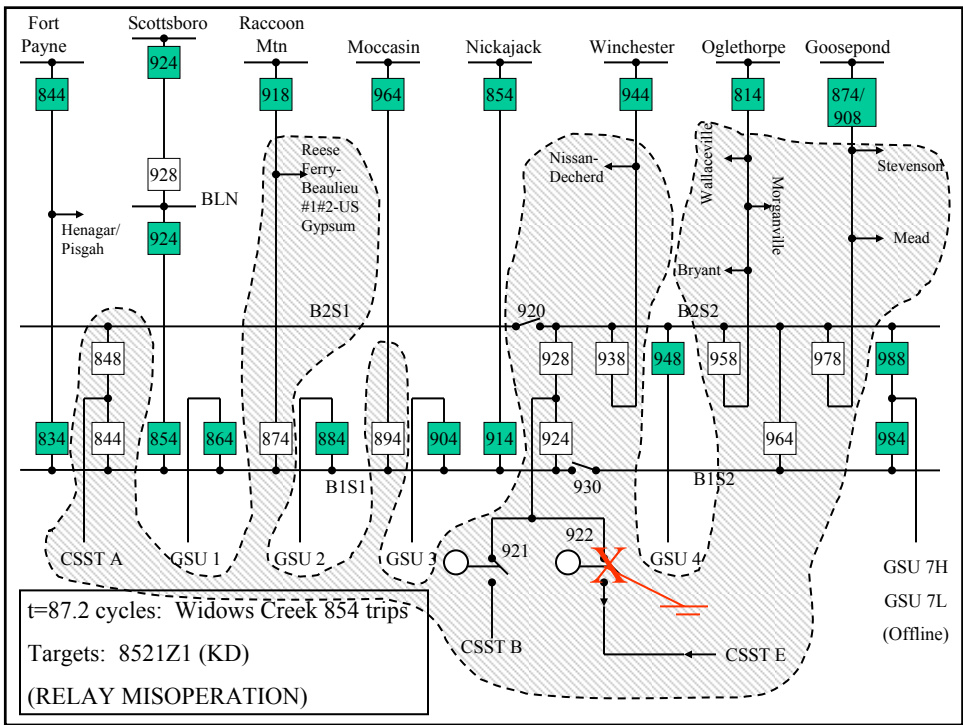 Fort
Payne
Scottsboro
Raccoon
Mtn
Moccasin
Nickajack
Winchester
Oglethorpe
Goosepond
844
924
918
964
854
944
814
874/
908
928
BLN
924
Henagar/
Pisgah
Reese
Ferry-
Beaulieu
#1#2-US
Gypsum
Nissan-
Decherd
Wallaceville
Morganville
Bryant
Stevenson
Mead
B2S1
920
B2S2
848
928
938
948
958
978
988
834
844
854
864
874
884
894
904
914
924
964
984
B1S1
930
B1S2
CSST A
GSU 1
GSU 2
GSU 3
921
922
GSU 4
GSU 7H
GSU 7L
(Offline)
CSST B
CSST E
X
t=87.2 cycles: Widows Creek 854 trips
Targets: 8521Z1 (KD)
(RELAY MISOPERATION)